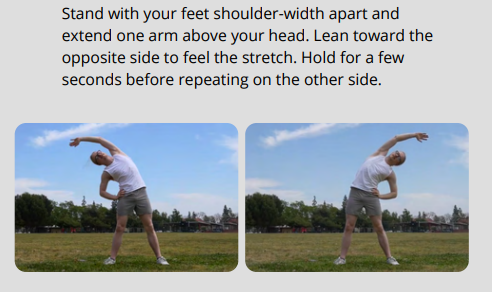 Stand with your feet shoulder-width apart and
extend one arm above your head. Lean toward the
opposite side to feel the stretch. Hold for a few
seconds before repeating on the other side.